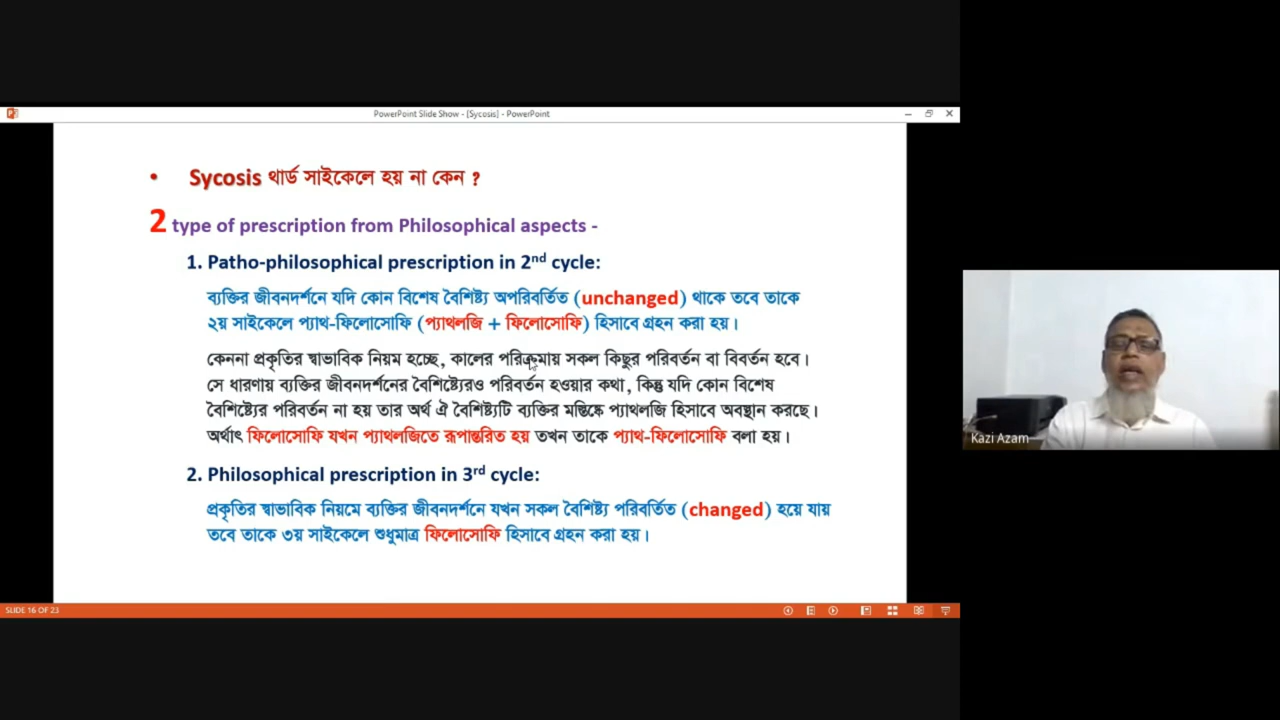 PowerPoint Slide Show - [Sycosis] - PowerPoint
• Sycosis থার্ড সাইকেলে হয় না কেন ?
2 type of prescription from Philosophical aspects -
1. Patho-philosophical prescription in 2nd cycle:
ব্যক্তির জীবনদর্শনে যদি কোন বিশেষ বৈশিষ্ট্য অপরিবর্তিত (unchanged) থাকে তবে তাকে
২য় সাইকেলে প্যাথ-ফিলোসোফি (প্যাথলজি + ফিলোসোফি) হিসাবে গ্রহন করা হয়।
কেননা প্রকৃতির স্বাভাবিক নিয়ম হচ্ছে, কালের পরিক্রমায় সকল কিছুর পরিবর্তন বা বিবর্তন হবে।
সে ধারণায় ব্যক্তির জীবনদর্শনের বৈশিষ্ট্যেরও পরিবর্তন হওয়ার কথা, কিন্তু যদি কোন বিশেষ
বৈশিষ্ট্যের পরিবর্তন না হয় তার অর্থ ঐ বৈশিষ্ট্যটি ব্যক্তির মস্তিষ্কে প্যাথলজি হিসাবে অবস্থান করছে।
অর্থাৎ ফিলোসোফি যখন প্যাথলজিতে রূপান্তরিত হয় তখন তাকে প্যাথ-ফিলোসোফি বলা হয়।
2. Philosophical prescription in 3rd cycle:
প্রকৃতির স্বাভাবিক নিয়মে ব্যক্তির জীবনদর্শনে যখন সকল বৈশিষ্ট্য পরিবর্তিত (changed) হয়ে যায়
তবে তাকে ৩য় সাইকেলে শুধুমাত্র ফিলোসোফি হিসাবে গ্রহন করা হয়।
SLIDE 16 OF 23
Kazi Azam